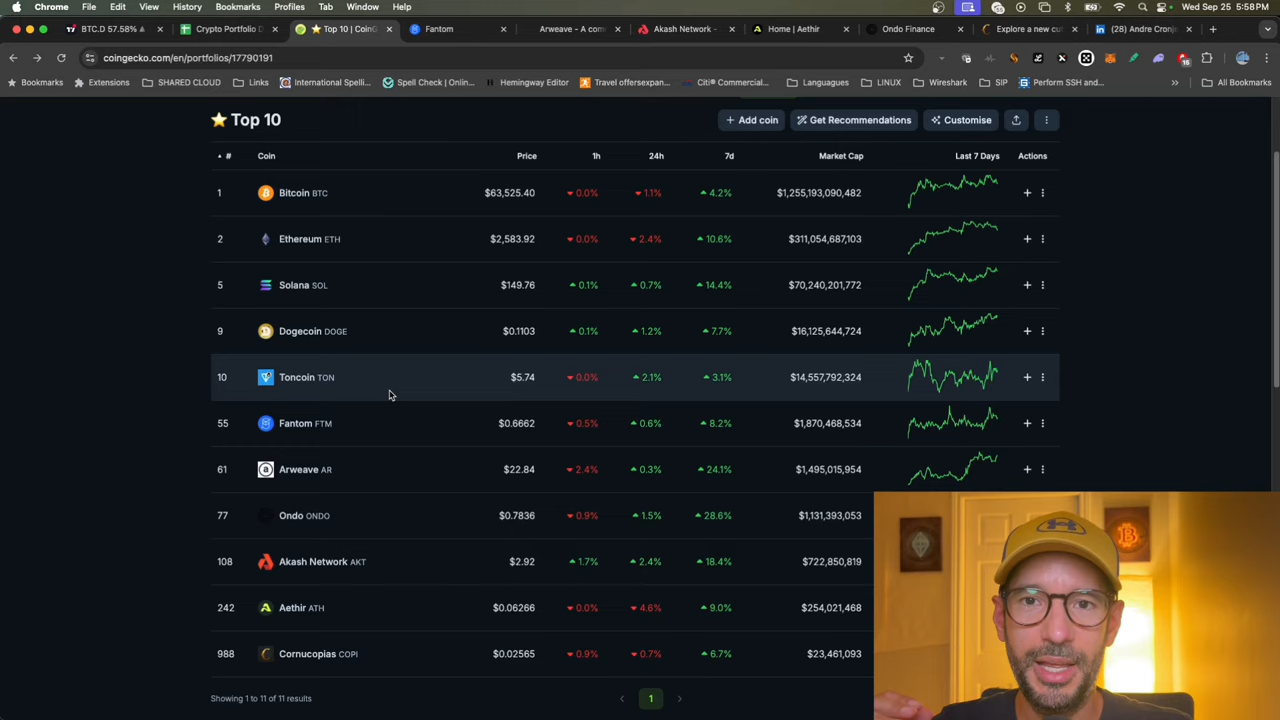 Chrome File Edit View History Bookmarks Profiles Tab Window Help Wed Sep 25 5:58 PM
BTC.D 57.58% Crypto Portfolio D Top 10 | CoinG Fantom Arweave - A com Akash Network - Home | Aethir Ondo Finance Explore a new cu (28) Andre Cronje
coingecko.com/en/portfolios/17790191
Bookmarks Extensions SHARED CLOUD Links International Spelli... Spell Check | Onlin... Hemingway Editor Travel offersexpan... Citi® Commercial... Languagues LINUX Wireshark SIP Perform SSH and... » All Bookmarks
Top 10 + Add coin Get Recommendations Customise
# Coin Price 1h 24h 7d Market Cap Last 7 Days Actions
1 Bitcoin BTC $63,525.40 0.0% 1.1% 4.2% $1,255,193,090,482
2 Ethereum ETH $2,583.92 0.0% 2.4% 10.6% $311,054,687,103
5 Solana SOL $149.76 0.1% 0.7% 14.4% $70,240,201,772
9 Dogecoin DOGE $0.1103 0.1% 1.2% 7.7% $16,125,644,724
10 Toncoin TON $5.74 0.0% 2.1% 3.1% $14,557,792,324
55 Fantom FTM $0.6662 0.5% 0.6% 8.2% $1,870,468,534
61 Arweave AR $22.84 2.4% 0.3% 24.1% $1,495,015,954
77 Ondo ONDO $0.7836 0.9% 1.5% 28.6% $1,131,393,053
108 Akash Network AKT $2.92 1.7% 2.4% 18.4% $722,850,819
242 Aethir ATH $0.06266 0.0% 4.6% 9.0% $254,021,468
988 Cornucopias COPI $0.02565 0.9% 0.7% 6.7% $23,461,093
Showing 1 to 11 of 11 results 1